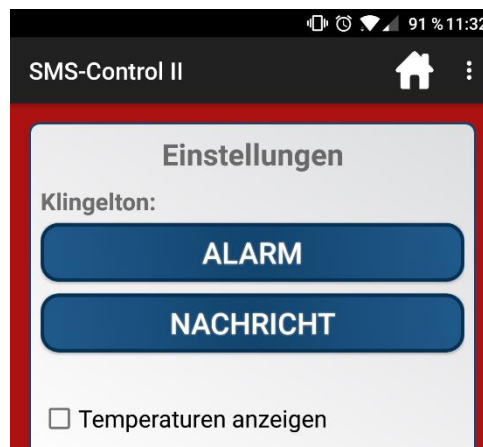 91 % 11:32
SMS-Control II
Einstellungen
Klingelton:
ALARM
NACHRICHT
Temperaturen anzeigen